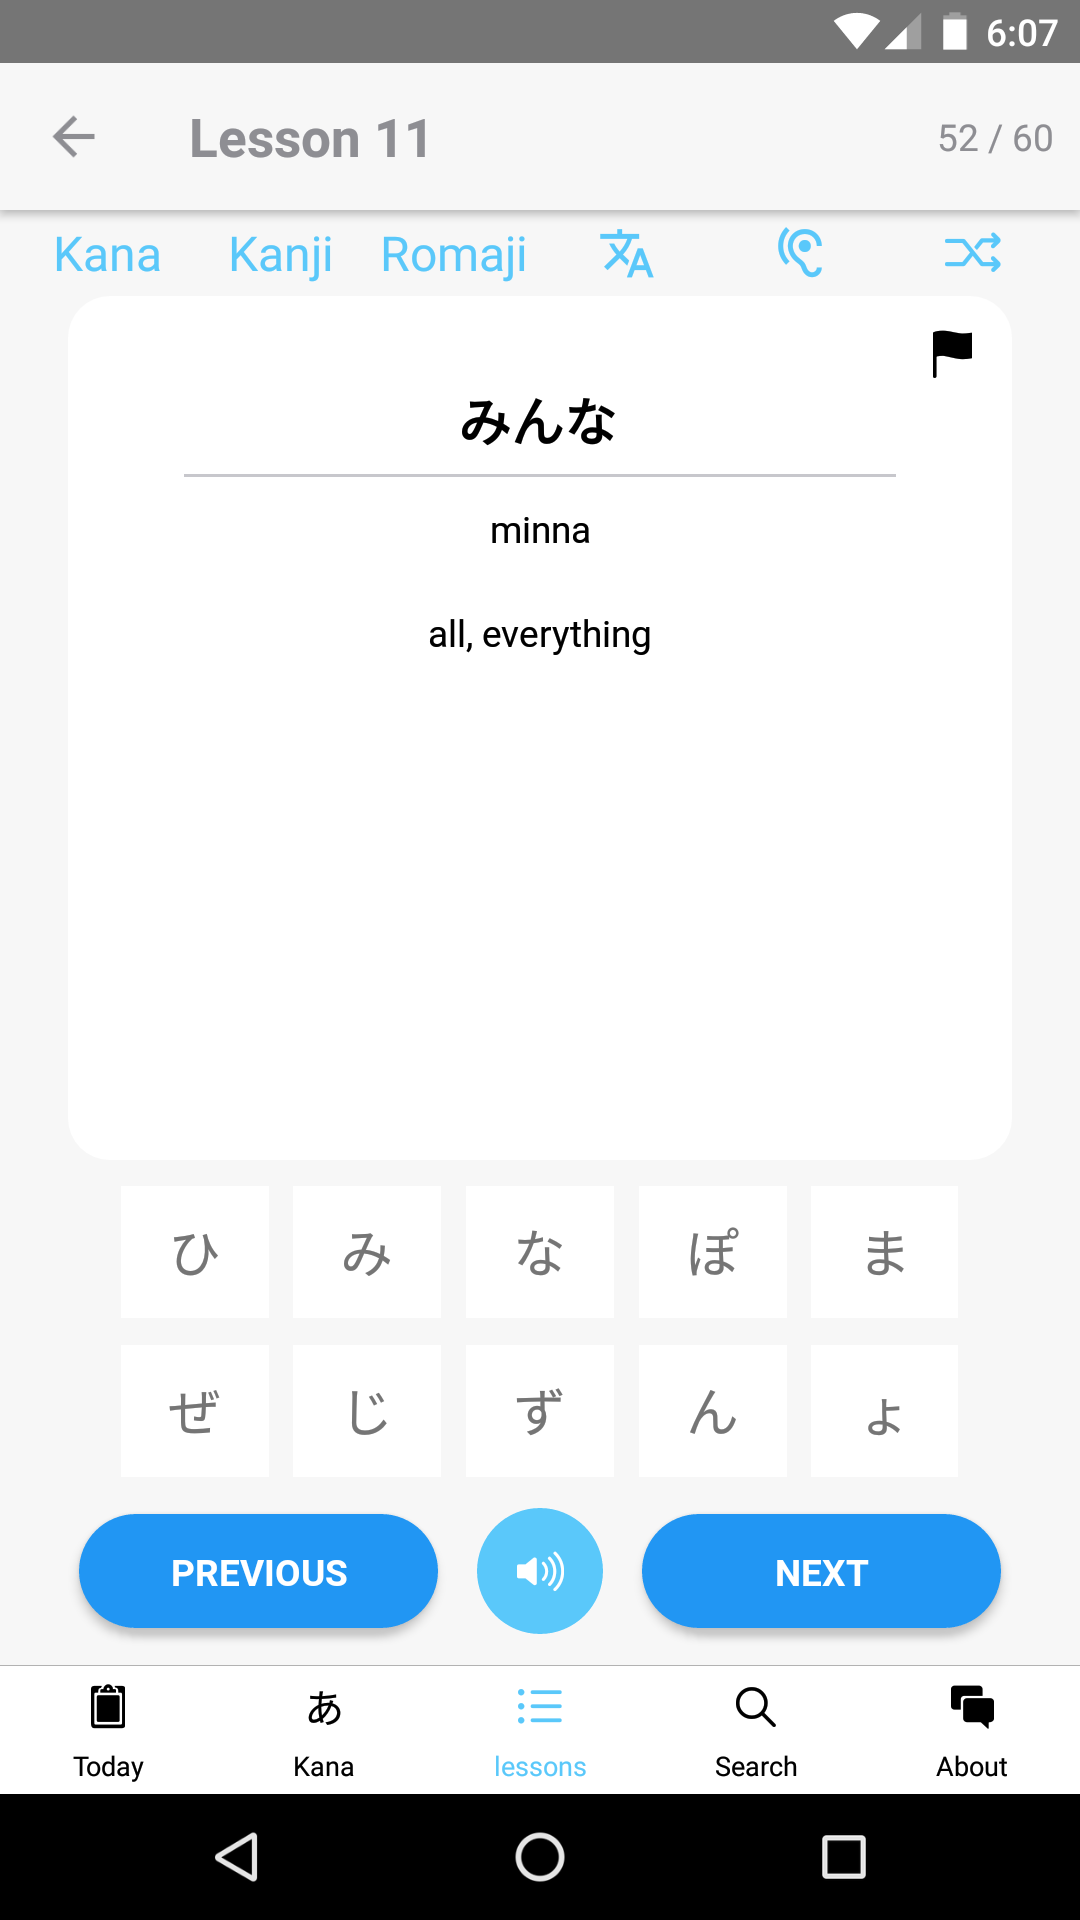 6:07
Lesson 11
52 / 60
Kana Kanji Romaji
みんな
minna
all, everything
ひ み な ぽ ま
ぜ じ ず ん ょ
PREVIOUS NEXT
あ
Today Kana lessons Search About